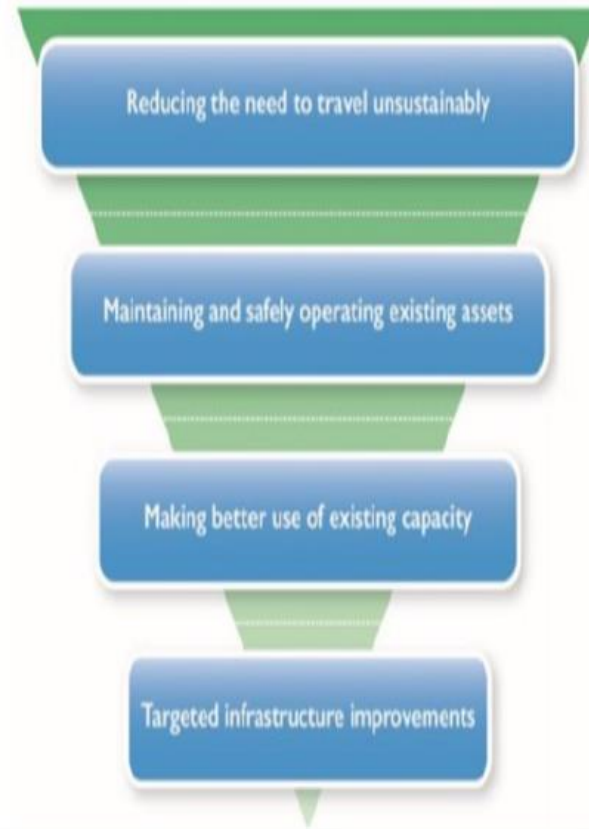 Reducing the need to travel unsustainably
Maintaining and safely operating existing assets
Making better use of existing capacity
Targeted infrastructure improvements